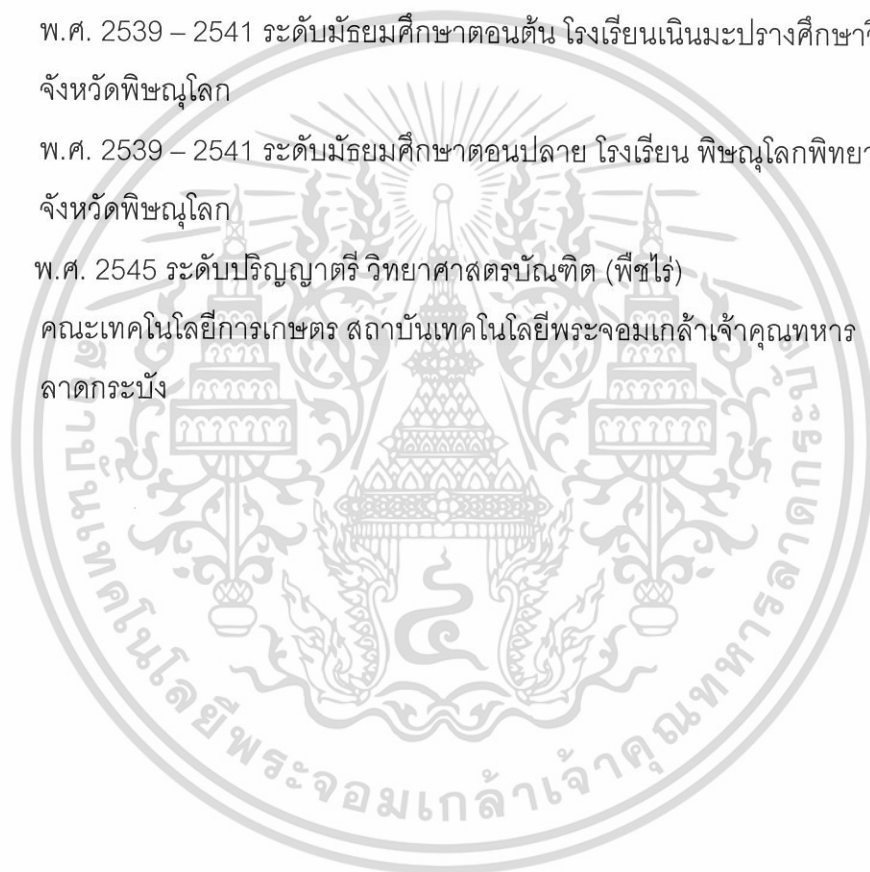 พ.ศ. 2539 – 2541 ระดับมัธยมศึกษาตอนต้น โรงเรียนเนินมะปรางศึกษา
จังหวัดพิษณุโลก
พ.ศ. 2539 – 2541 ระดับมัธยมศึกษาตอนปลาย โรงเรียน พิษณุโลกพิทยา
จังหวัดพิษณุโลก
พ.ศ. 2545 ระดับปริญญาตรี วิทยาศาสตรบัณฑิต (พืชไร่)
คณะเทคโนโลยีการเกษตร สถาบันเทคโนโลยีพระจอมเกล้าเจ้าคุณทหาร
ลาดกระบัง
สถาบันเทคโนโลยีพระจอมเกล้าเจ้าคุณทหารลาดกระบัง
๔